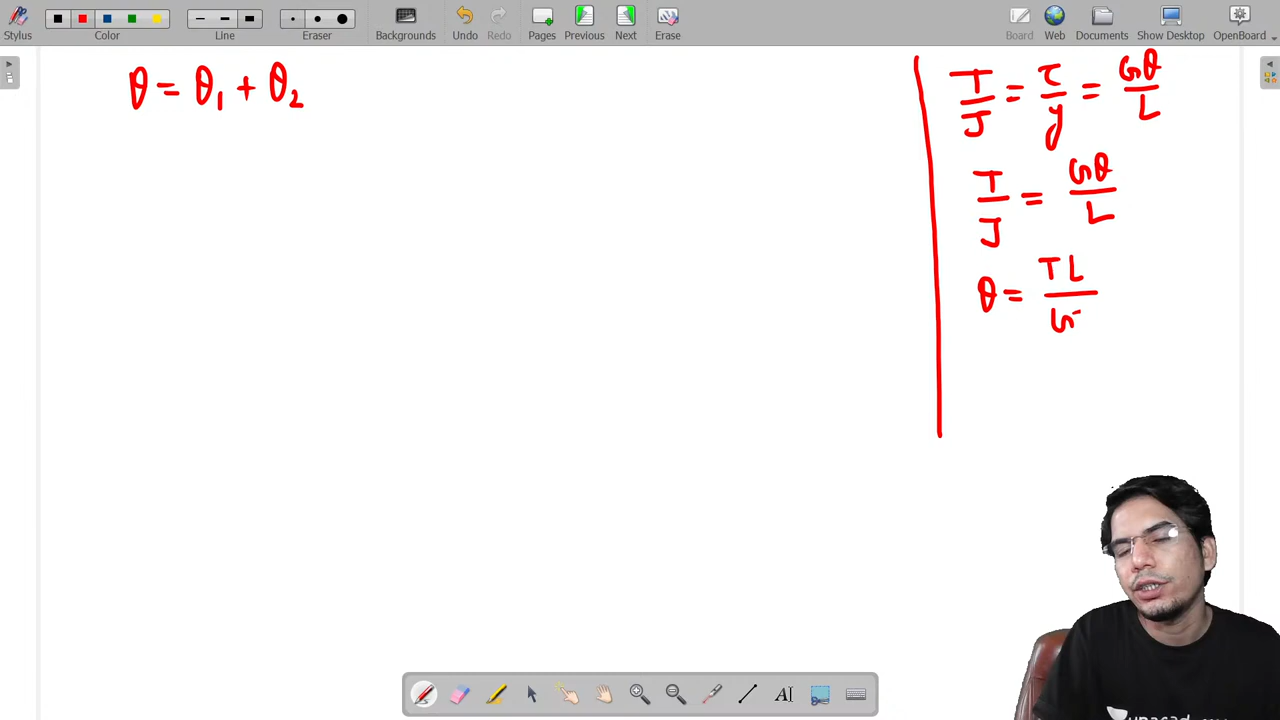 Stylus Color Line Eraser Backgrounds Undo Redo Pages Previous Next Erase Board Web Documents Show Desktop OpenBoard
θ = θ₁ + θ₂
T/J = τ/y = Gθ/L
T/J = Gθ/L
θ = TL/G
AI